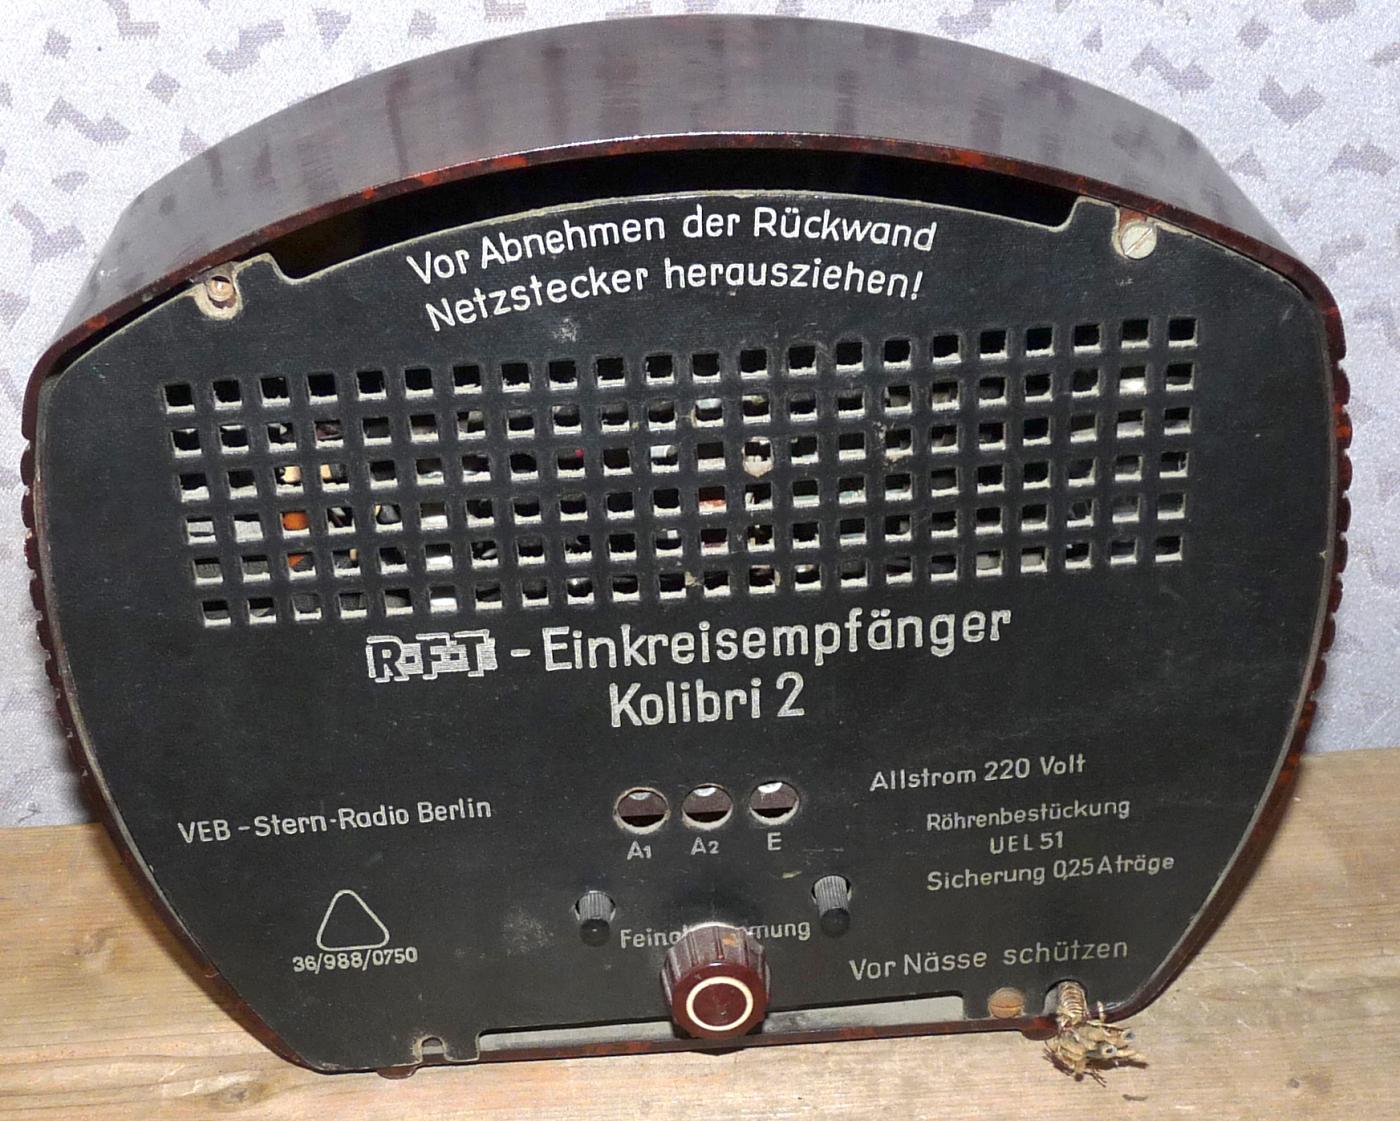 Vor Abnehmen der Rückwand
Netzstecker herausziehen!
R·F·T - Einkreisempfänger
Kolibri 2
Allstrom 220 Volt
VEB - Stern-Radio Berlin
Röhrenbestückung
UEL 51
Sicherung 0,25 A träge
A1 A2 E
36/988/0750
Vor Nässe schützen